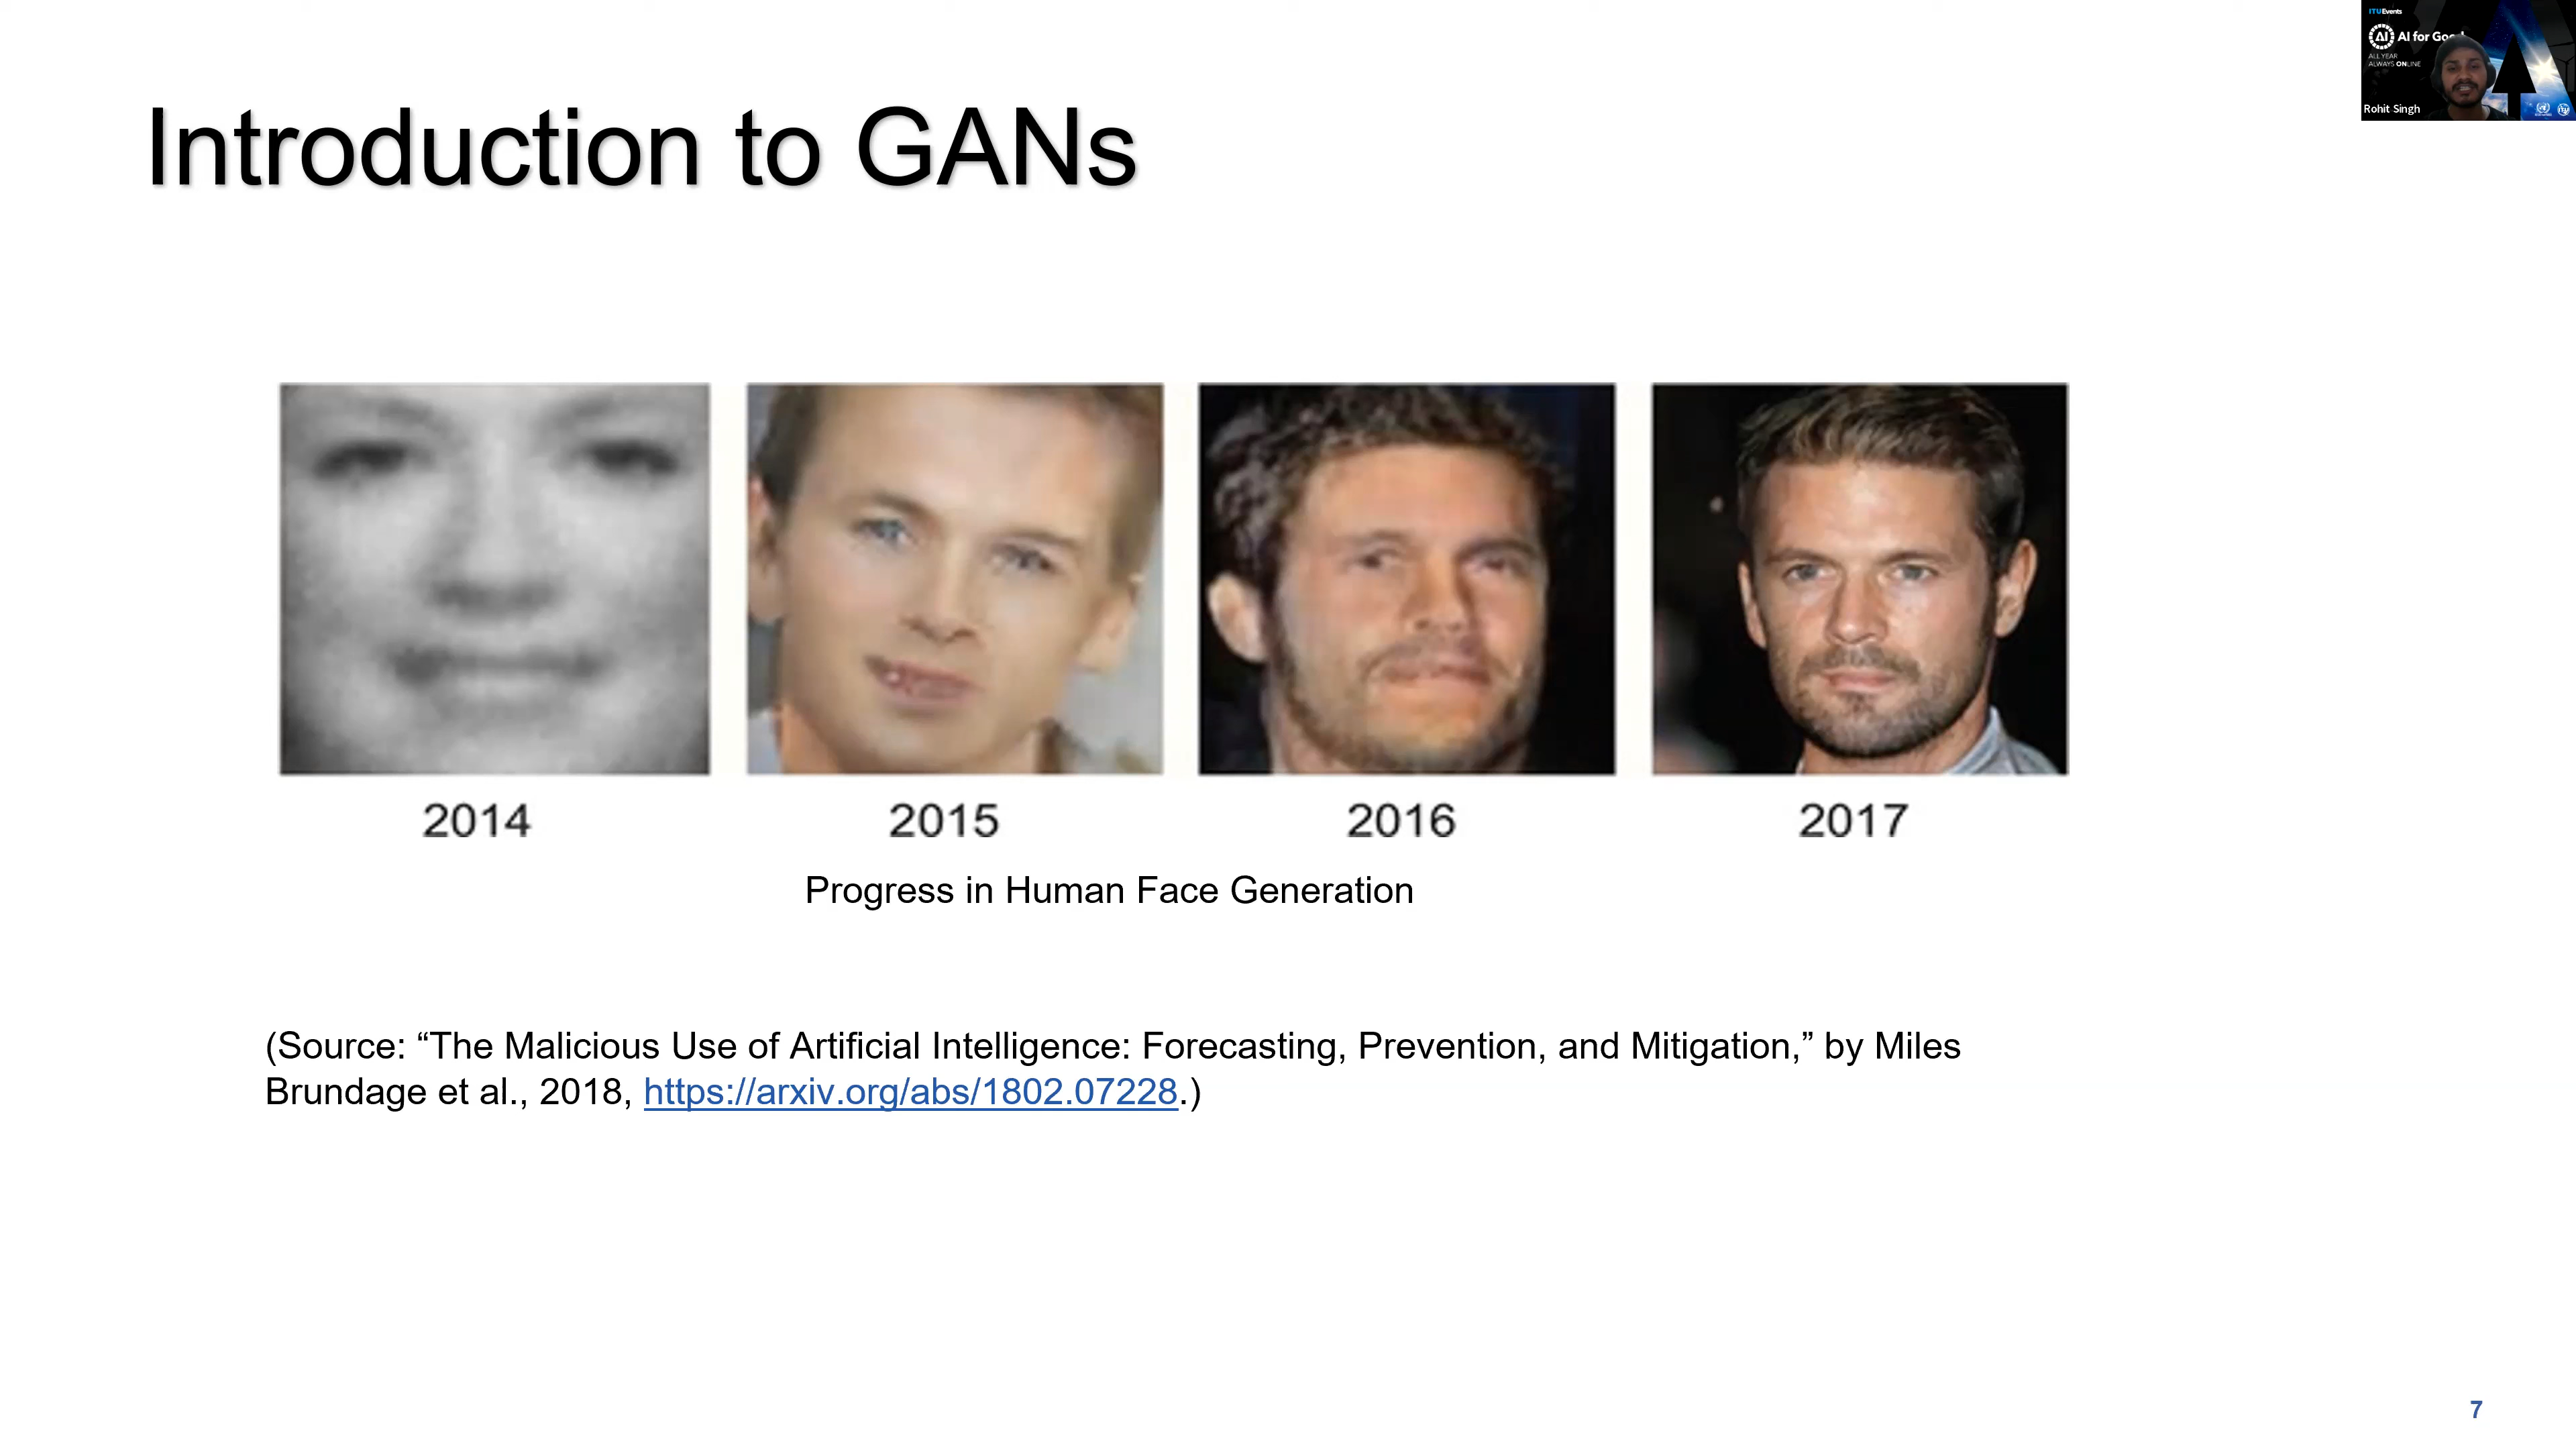 ITUEvents
AI AI for Good
ALL YEAR
ALWAYS ONLINE
Rohit Singh
Introduction to GANs
2014 2015 2016 2017
Progress in Human Face Generation
(Source: “The Malicious Use of Artificial Intelligence: Forecasting, Prevention, and Mitigation,” by Miles
Brundage et al., 2018, https://arxiv.org/abs/1802.07228.)
7